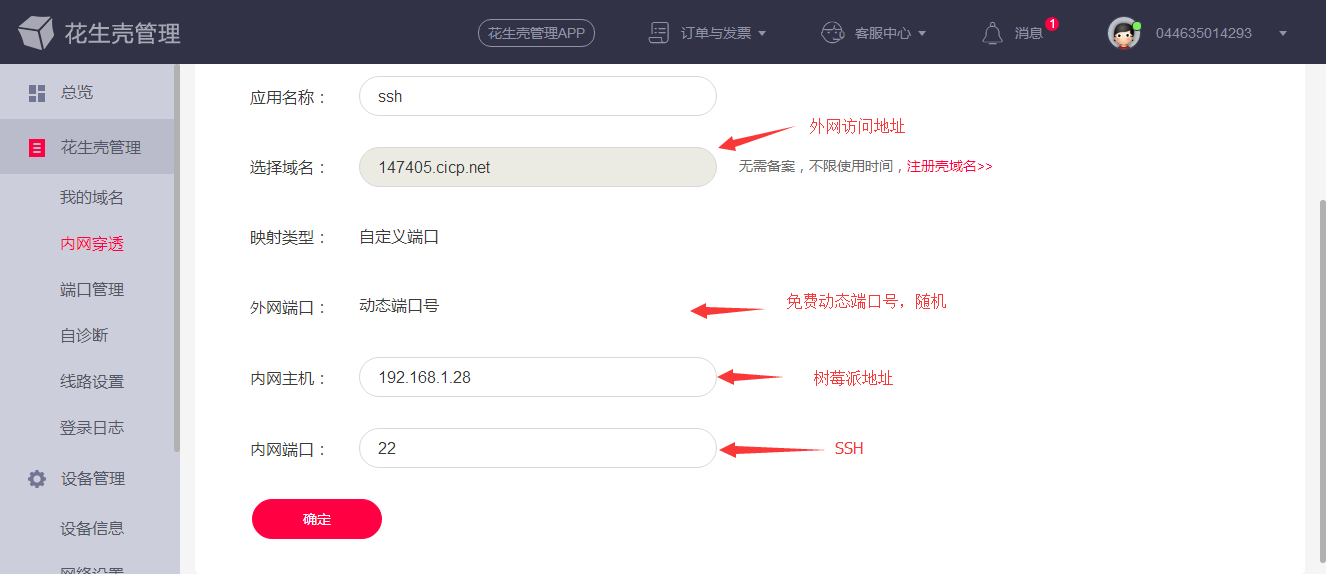 花生壳管理
花生壳管理APP
订单与发票
客服中心
消息
1
044635014293
总览
花生壳管理
我的域名
内网穿透
端口管理
自诊断
线路设置
登录日志
设备管理
设备信息
网络设置
应用名称：
ssh
外网访问地址
选择域名：
147405.cicp.net
无需备案，不限使用时间，注册壳域名>>
映射类型：
自定义端口
外网端口：
动态端口号
免费动态端口号，随机
内网主机：
192.168.1.28
树莓派地址
内网端口：
22
SSH
确定